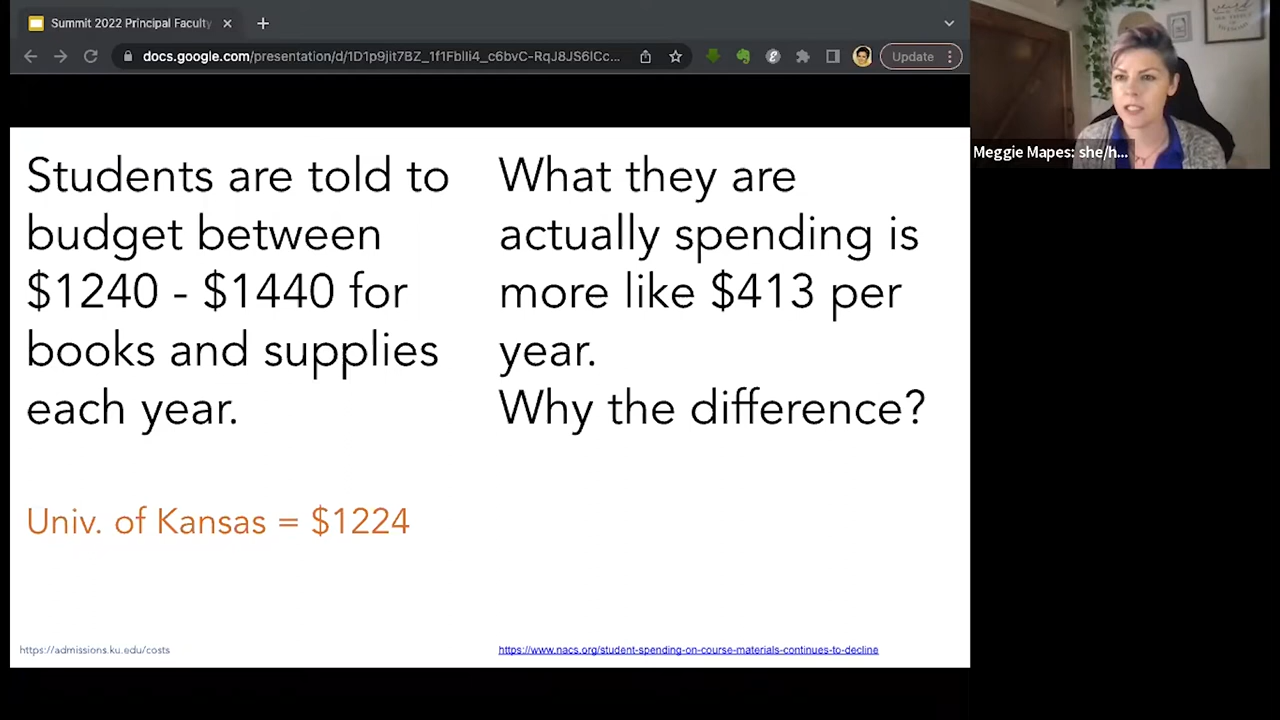 Summit 2022 Principal Faculty
docs.google.com/presentation/d/1D1p9jit7BZ_1f1Fblli4_c6bvC-RqJ8JS6lCc...
Update
Meggie Mapes: she/h...
Students are told to
budget between
$1240 - $1440 for
books and supplies
each year.
Univ. of Kansas = $1224
https://admissions.ku.edu/costs
What they are
actually spending is
more like $413 per
year.
Why the difference?
https://www.nacs.org/student-spending-on-course-materials-continues-to-decline